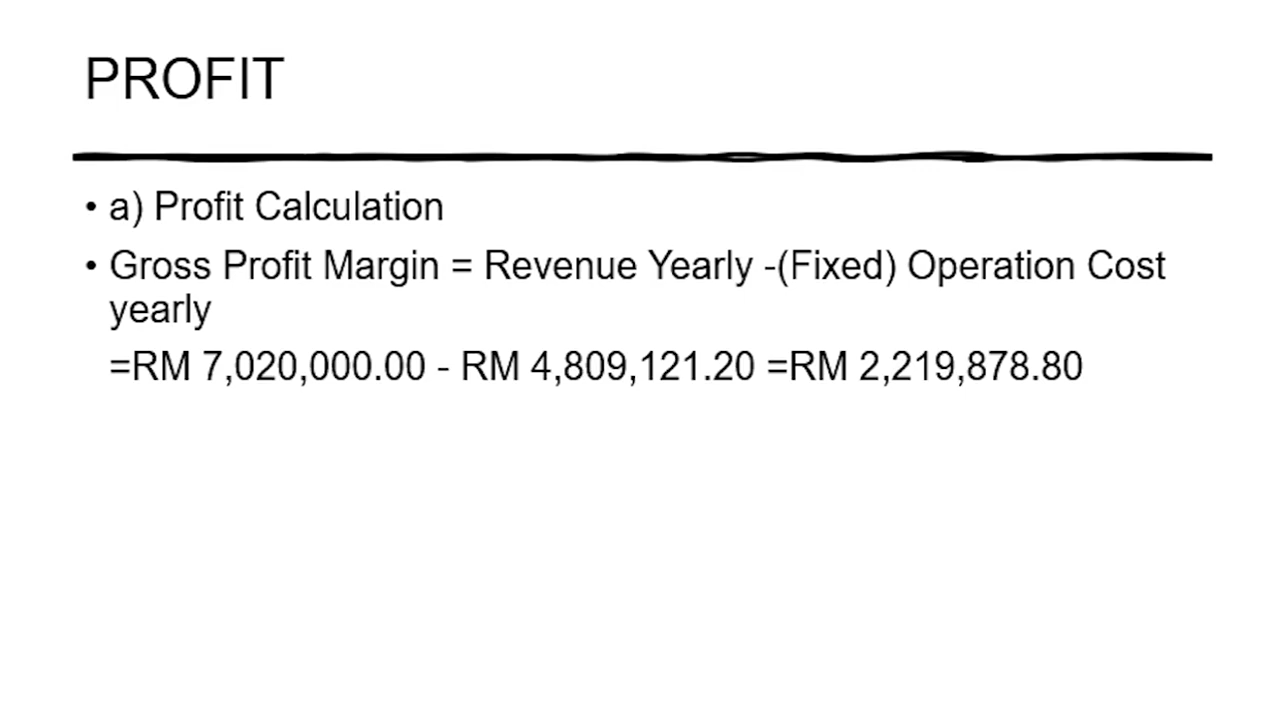 PROFIT
• a) Profit Calculation
• Gross Profit Margin = Revenue Yearly -(Fixed) Operation Cost
yearly
=RM 7,020,000.00 - RM 4,809,121.20 =RM 2,219,878.80